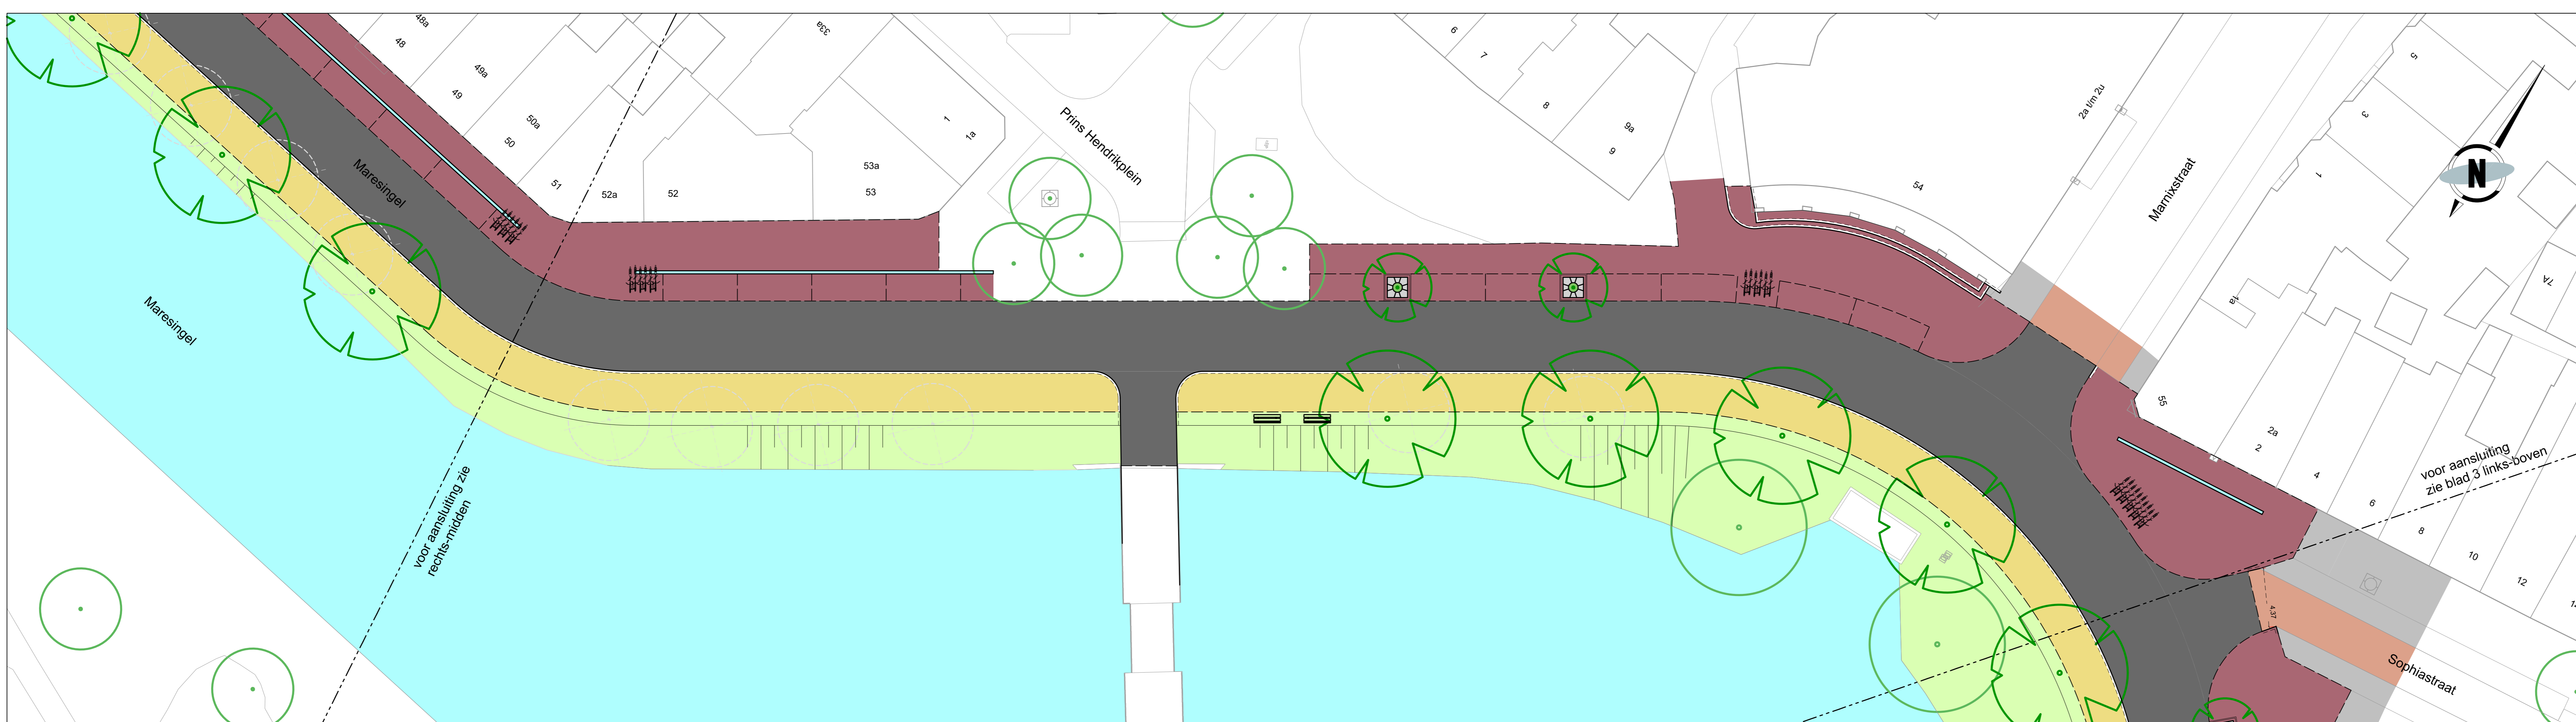 48a
48
49a
49
50a
50
51
52a
52
33a
53a
53
1
1a
Prins Hendrikplein
6
7
8
9a
9
54
2a t/m 2u
Marnixstraat
5
3
1
N
7A
1a
55
2a
2
4
6
8
10
12
Maresingel
Maresingel
voor aansluiting zie
rechts-midden
voor aansluiting
zie blad 3 links-boven
4,37
Sophiastraat